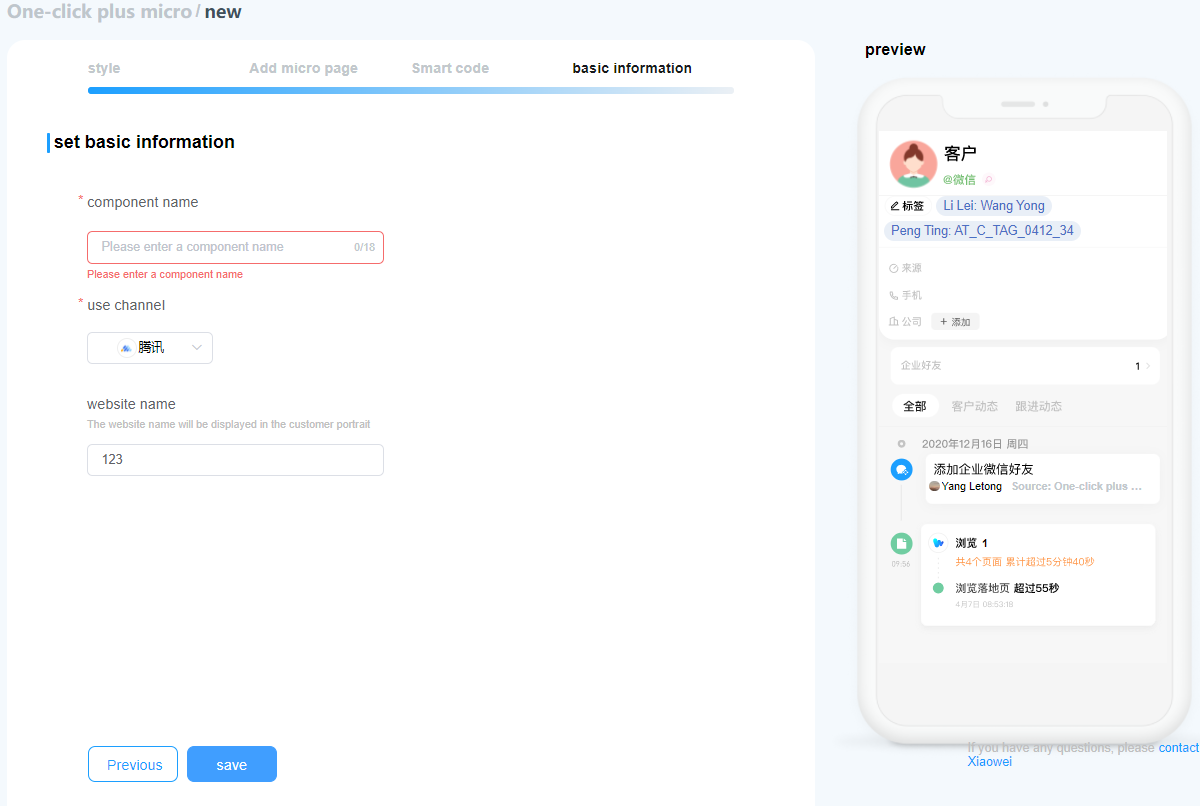 One-click plus micro / new
style
Add micro page
Smart code
basic information
set basic information
* component name
Please enter a component name
0/18
Please enter a component name
* use channel
腾讯
website name
The website name will be displayed in the customer portrait
123
Previous
save
preview
客户
@微信
标签
Li Lei: Wang Yong
Peng Ting: AT_C_TAG_0412_34
来源
手机
公司
+ 添加
企业好友
1
全部
客户动态
跟进动态
2020年12月16日 周四
添加企业微信好友
Yang Letong
Source: One-click plus ...
09:56
浏览 1
共4个页面 累计超过5分钟40秒
浏览落地页 超过55秒
4月7日 08:53/18
If you have any questions, please contact
Xiaowei